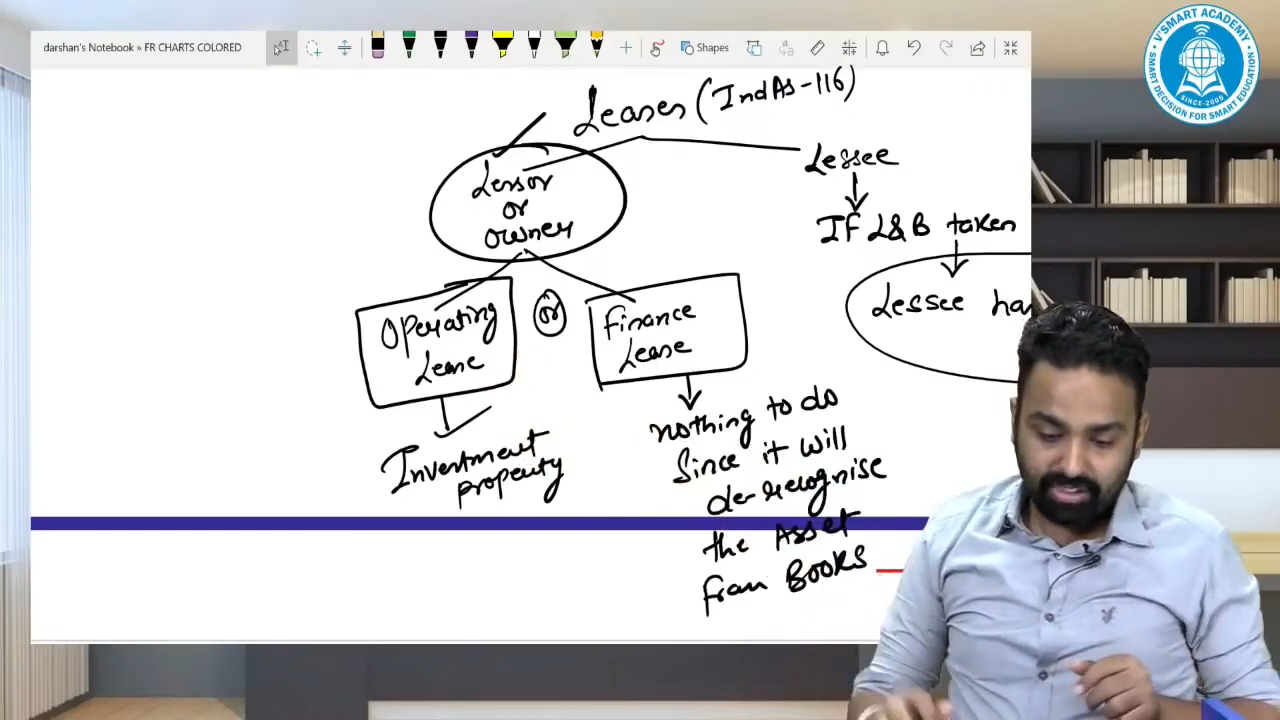 darshan's Notebook » FR CHARTS COLORED
Shapes
V'SMART ACADEMY
SINCE-2005
SMART DECISION FOR SMART EDUCATION
Leases (IndAs-116)
Lessor
or
owner
Lessee
If L&B taken
Lessee
Operating
Lease
or
Finance
Lease
Investment
property
nothing to do
Since it will
de-recognise
the Asset
from BOOKS